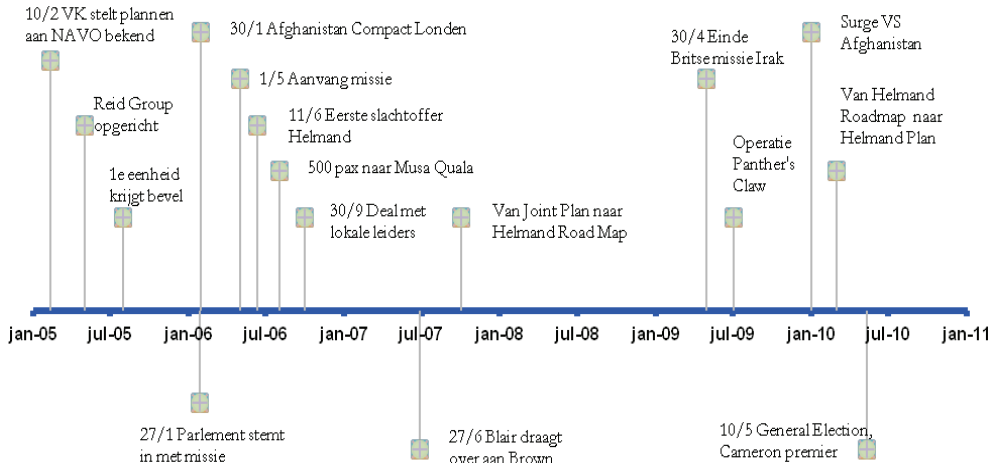 10/2 VK stelt plannen
aan NAVO bekend
Reid Group
opgericht
1e eenheid
krijgt bevel
30/1 Afghanistan Compact Londen
1/5 Aanvang missie
11/6 Eerste slachtoffer
Helmand
500 pax naar Musa Quala
30/9 Deal met
lokale leiders
Van Joint Plan naar
Helmand Road Map
30/4 Einde
Britse missie Irak
Operatie
Panther's
Claw
Surge VS
Afghanistan
Van Helmand
Roadmap naar
Helmand Plan
jan-05 jul-05 jan-06 jul-06 jan-07 jul-07 jan-08 jul-08 jan-09 jul-09 jan-10 jul-10 jan-11
27/1 Parlement stemt
in met missie
27/6 Blair draagt
over aan Brown
10/5 General Election,
Cameron premier